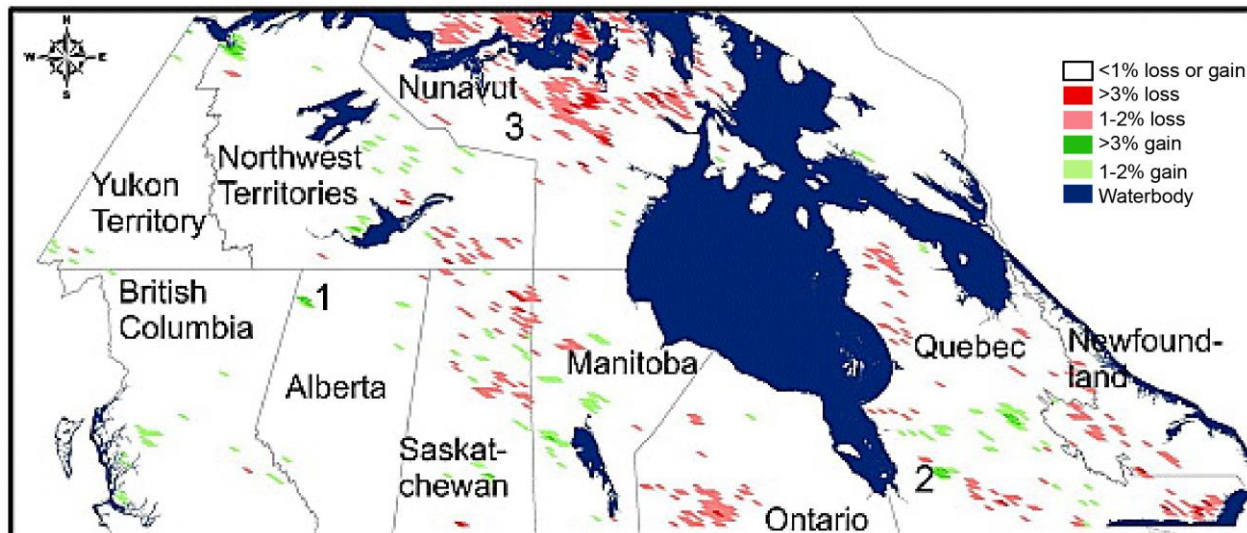 N
W E
S
Nunavut
3
Northwest
Territories
Yukon
Territory
British
Columbia
1
Alberta
Saskat-
chewan
Manitoba
Ontario
Quebec
2
Newfound-
land
<1% loss or gain
>3% loss
1-2% loss
>3% gain
1-2% gain
Waterbody